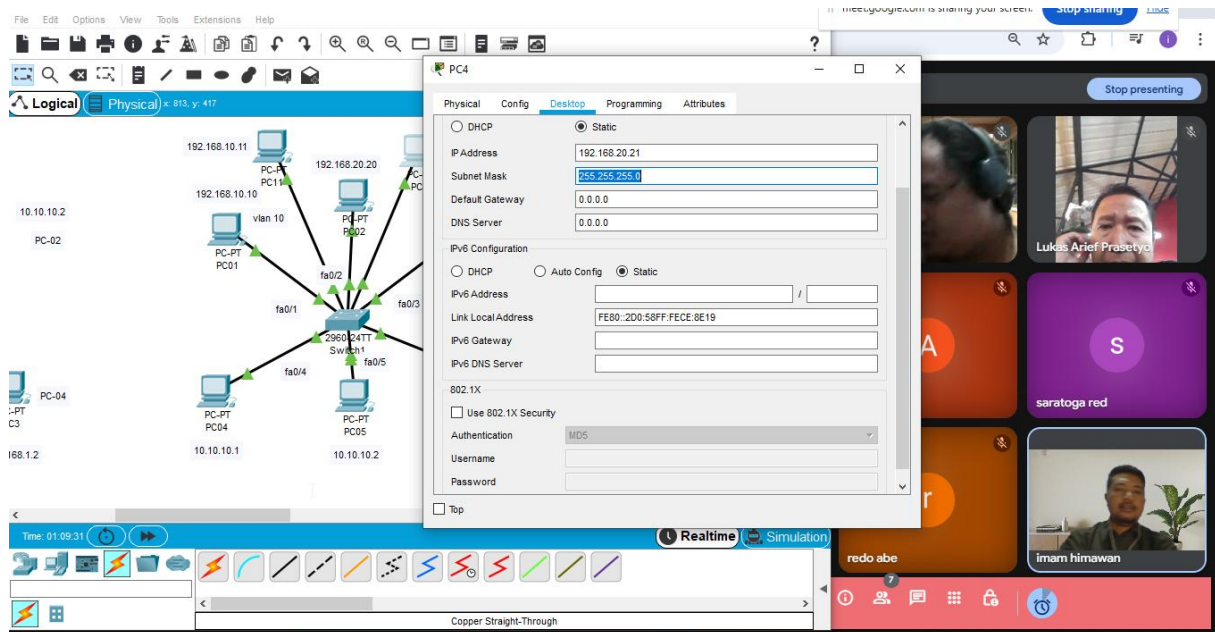 meet.google.com is sharing your screen. Stop sharing Hide
File Edit Options View Tools Extensions Help
?
PC4
Logical Physical x: 813, y: 417
Stop presenting
Physical Config Desktop Programming Attributes
DHCP Static
IP Address 192.168.20.21
Subnet Mask 255.255.255.0
Default Gateway 0.0.0.0
DNS Server 0.0.0.0
IPv6 Configuration
DHCP Auto Config Static
IPv6 Address /
Link Local Address FE80::2D0:58FF:FECE:8E19
IPv6 Gateway
IPv6 DNS Server
802.1X
Use 802.1X Security
Authentication MD5
Username
Password
Top
192.168.10.11
PC-PT
PC11
192.168.20.20
PC-
PC
192.168.10.10
10.10.10.2
vlan 10
PC-PT
PC02
PC-02
PC-PT
PC01
fa0/2
fa0/1
fa0/3
2960-24TT
Switch1
fa0/5
fa0/4
PC-04
-PT
C3
PC-PT
PC04
PC-PT
PC05
168.1.2
10.10.10.1
10.10.10.2
Time: 01:09:31
Realtime Simulation
Copper Straight-Through
Lukas Arief Prasetyo
A
S
saratoga red
r
redo abe
imam himawan
7